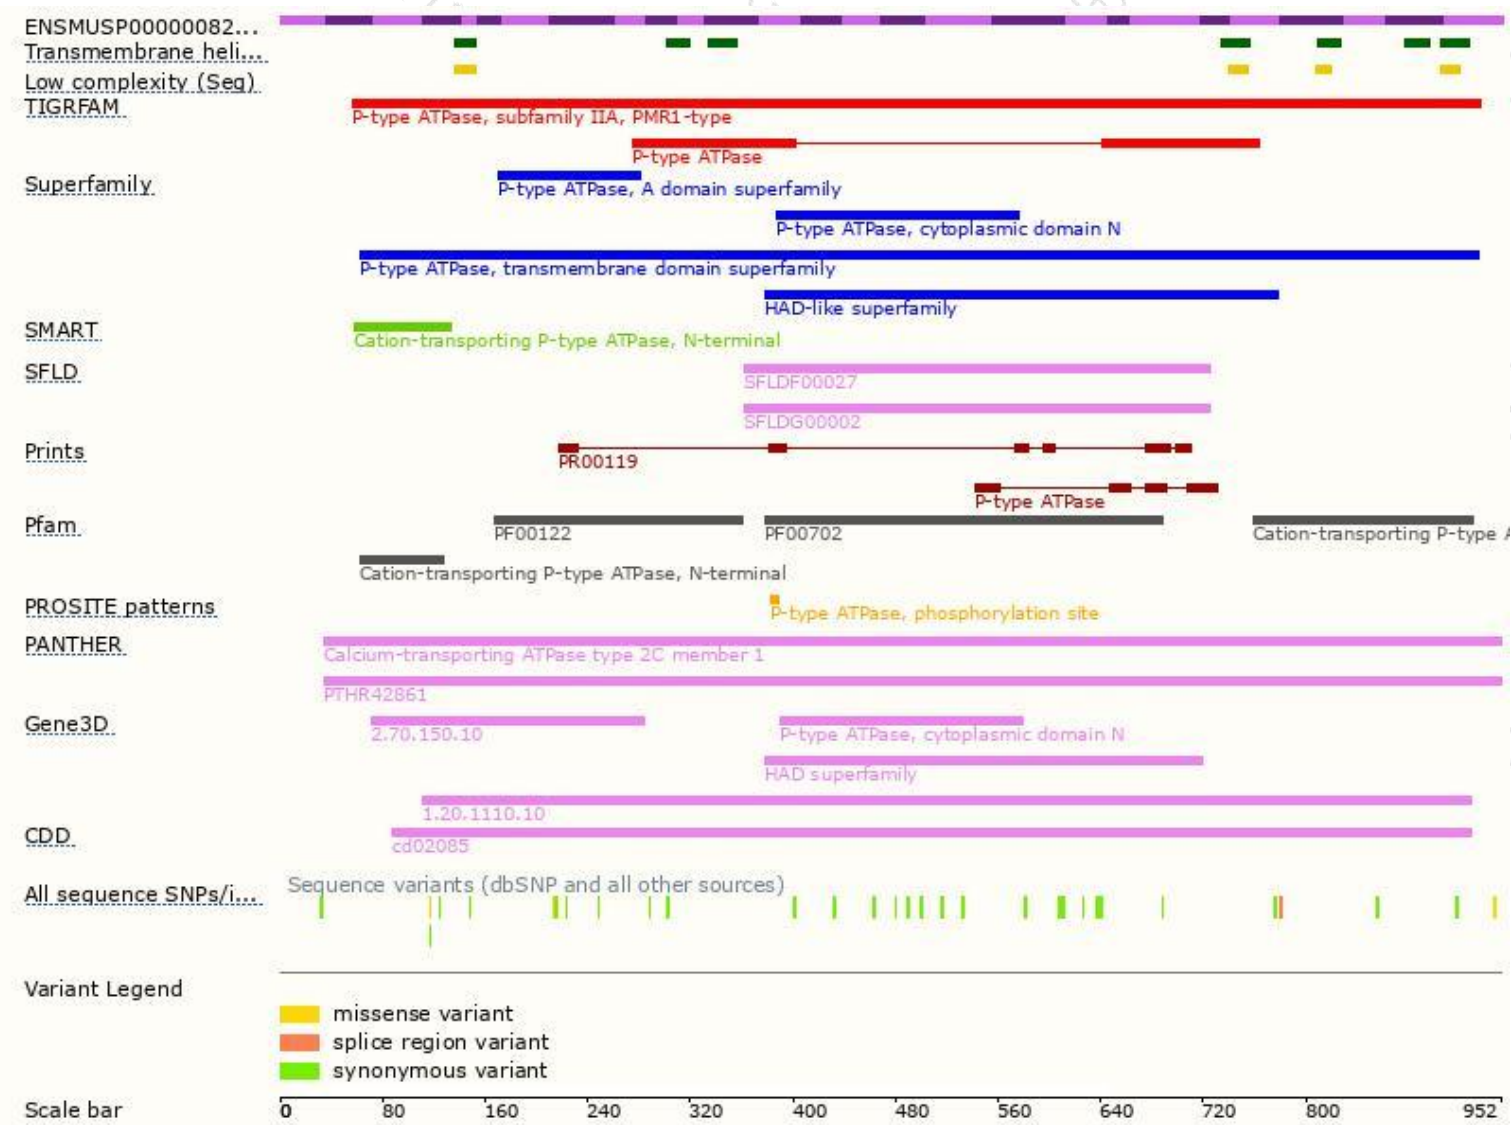 ENSMUSP00000082...
Transmembrane heli...
Low complexity (Seg)
TIGRFAM
P-type ATPase, subfamily IIA, PMR1-type
P-type ATPase
Superfamily
P-type ATPase, A domain superfamily
P-type ATPase, cytoplasmic domain N
P-type ATPase, transmembrane domain superfamily
HAD-like superfamily
SMART
Cation-transporting P-type ATPase, N-terminal
SFLD
SFLDF00027
SFLDG00002
Prints
PR00119
P-type ATPase
Pfam
PF00122 PF00702 Cation-transporting P-type
Cation-transporting P-type ATPase, N-terminal
PROSITE patterns
P-type ATPase, phosphorylation site
PANTHER
Calcium-transporting ATPase type 2C member 1
PTHR42861
Gene3D
2.70.150.10 P-type ATPase, cytoplasmic domain N
HAD superfamily
1.20.1110.10
CDD
cd02085
Sequence variants (dbSNP and all other sources)
All sequence SNPs/i...
Variant Legend
missense variant
splice region variant
synonymous variant
Scale bar 0 80 160 240 320 400 480 560 640 720 800 952